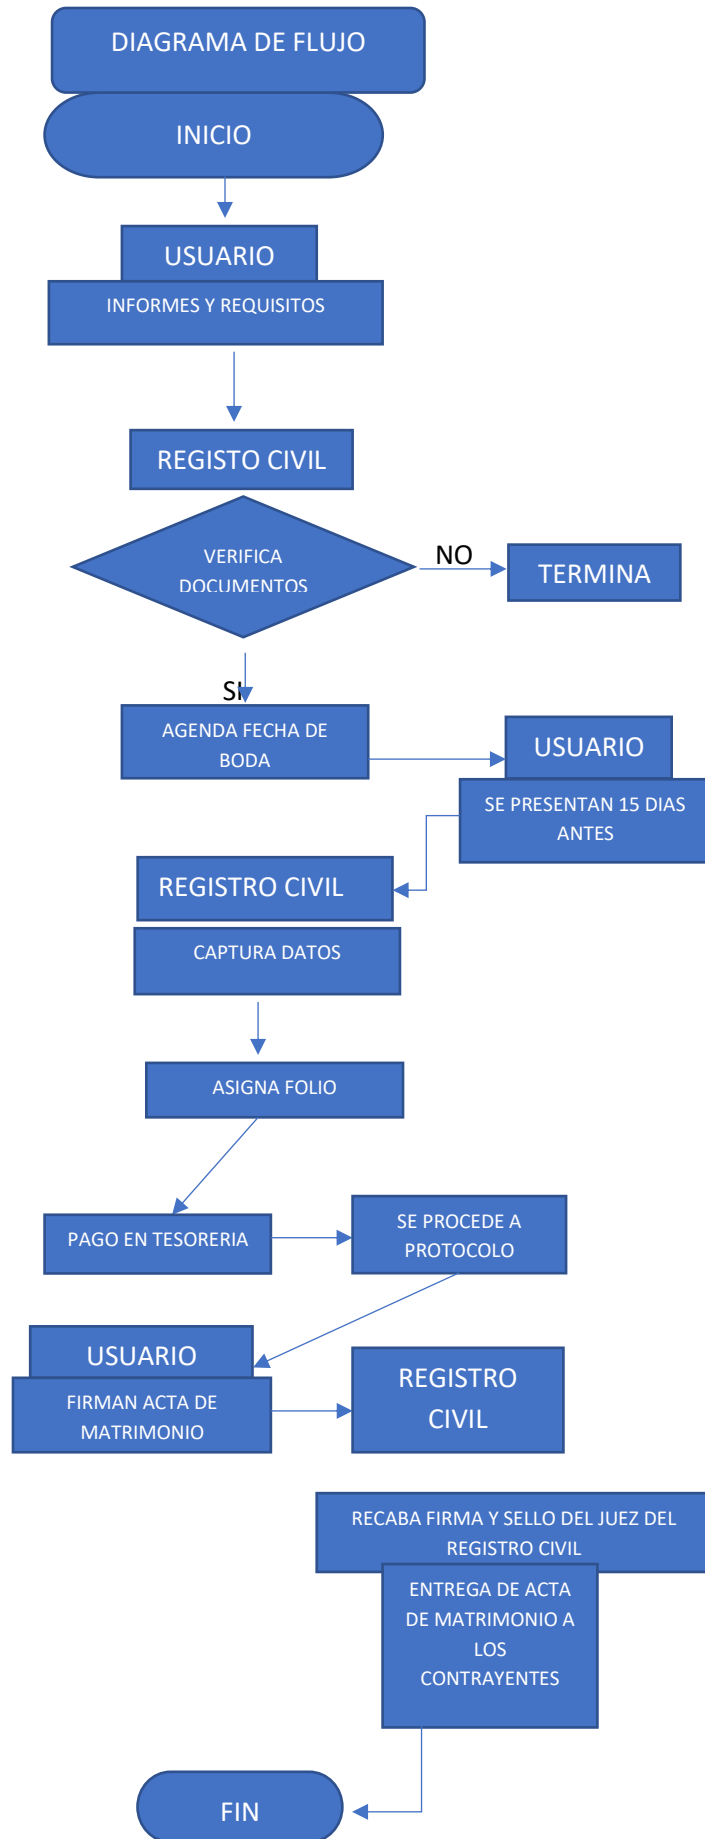 DIAGRAMA DE FLUJO
INICIO
USUARIO
INFORMES Y REQUISITOS
REGISTO CIVIL
VERIFICA
DOCUMENTOS
NO
TERMINA
SI
AGENDA FECHA DE
BODA
USUARIO
SE PRESENTAN 15 DIAS
ANTES
REGISTRO CIVIL
CAPTURA DATOS
ASIGNA FOLIO
PAGO EN TESORERIA
SE PROCEDE A
PROTOCOLO
USUARIO
FIRMAN ACTA DE
MATRIMONIO
REGISTRO
CIVIL
RECABA FIRMA Y SELLO DEL JUEZ DEL
REGISTRO CIVIL
ENTREGA DE ACTA
DE MATRIMONIO A
LOS
CONTRAYENTES
FIN